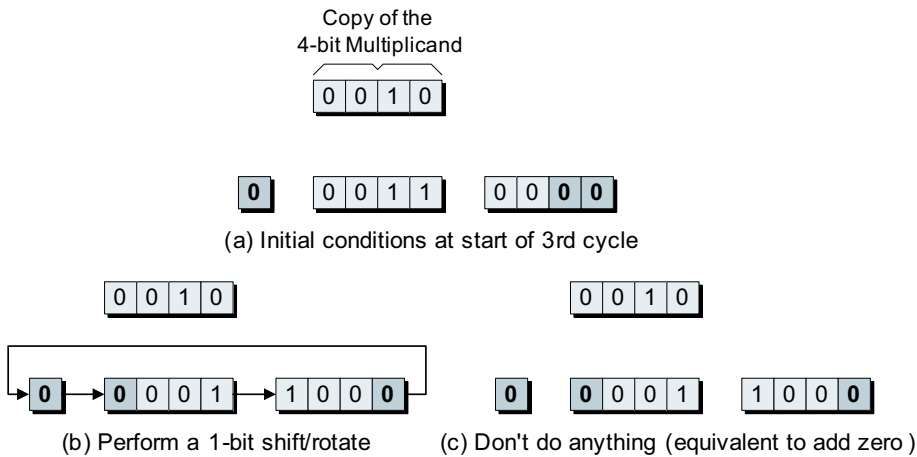 Copy of the
4-bit Multiplicand
0 0 1 0
0 0 0 1 1 0 0 0 0
(a) Initial conditions at start of 3rd cycle
0 0 1 0 0 0 1 0
0 0 0 0 1 1 0 0 0 0 0 0 0 1 1 0 0 0
(b) Perform a 1-bit shift/rotate (c) Don't do anything (equivalent to add zero )